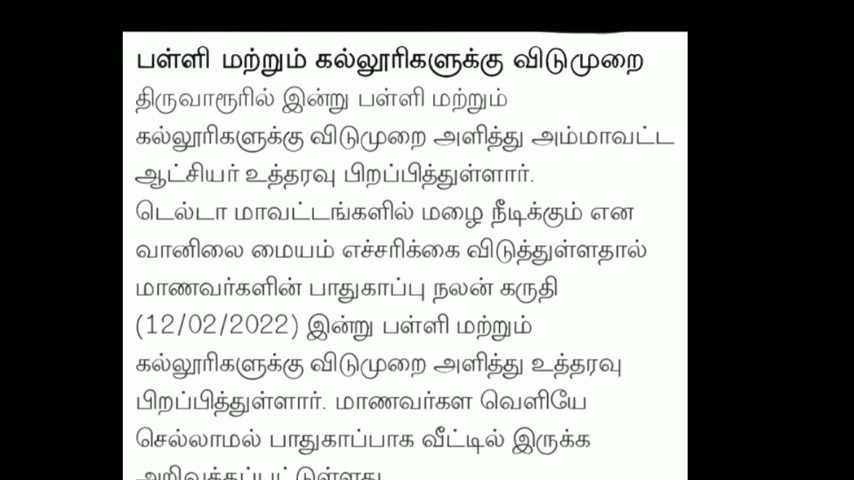 பள்ளி மற்றும் கல்லூரிகளுக்கு விடுமுறை
திருவாரூரில் இன்று பள்ளி மற்றும்
கல்லூரிகளுக்கு விடுமுறை அளித்து அம்மாவட்ட
ஆட்சியர் உத்தரவு பிறப்பித்துள்ளார்.
டெல்டா மாவட்டங்களில் மழை நீடிக்கும் என
வானிலை மையம் எச்சரிக்கை விடுத்துள்ளதால்
மாணவர்களின் பாதுகாப்பு நலன் கருதி
(12/02/2022) இன்று பள்ளி மற்றும்
கல்லூரிகளுக்கு விடுமுறை அளித்து உத்தரவு
பிறப்பித்துள்ளார். மாணவர்கள வெளியே
செல்லாமல் பாதுகாப்பாக வீட்டில் இருக்க